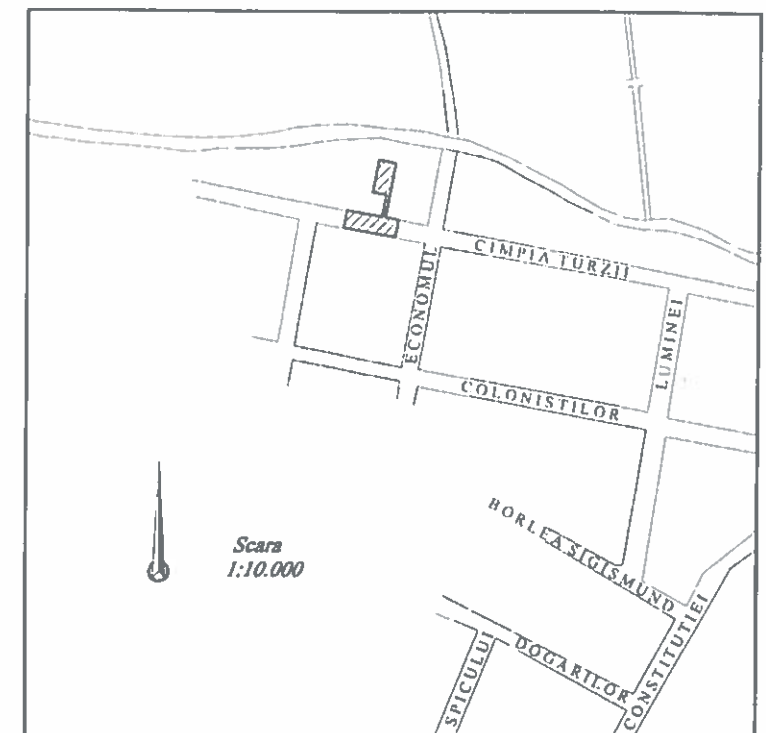 CIMPIA TURZII
ECONOMUL
LUMINEI
COLONISTILOR
BORLEA SIGISMUND
Scara
1:10.000
CONSTITUTIEI
DOGARILOR
SPICULUI